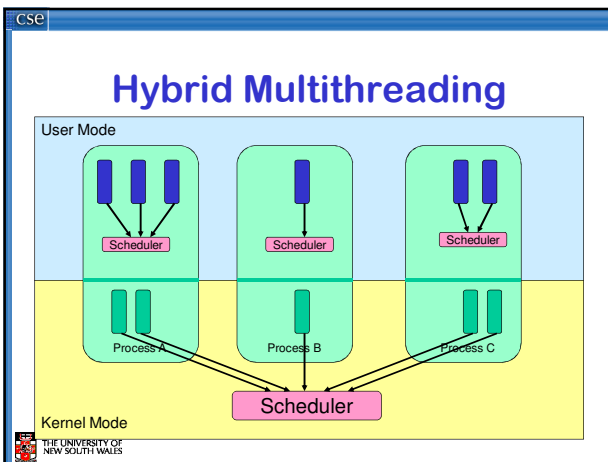 cse
Hybrid Multithreading
User Mode
Scheduler
Scheduler
Scheduler
Process A
Process B
Process C
Scheduler
Kernel Mode
THE UNIVERSITY OF
NEW SOUTH WALES